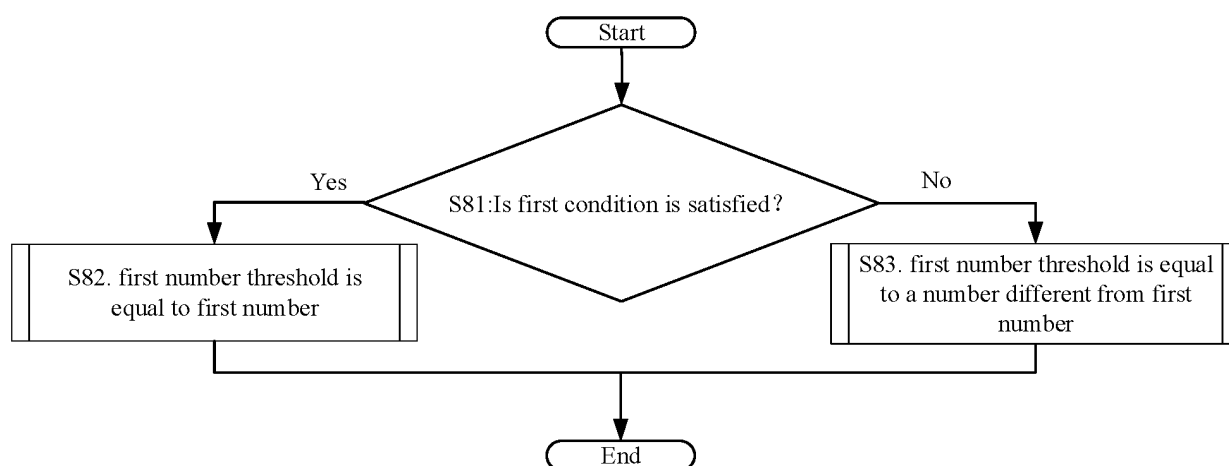 Start
Yes
No
S81:Is first condition is satisfied?
S82. first number threshold is
equal to first number
S83. first number threshold is equal
to a number different from first
number
End